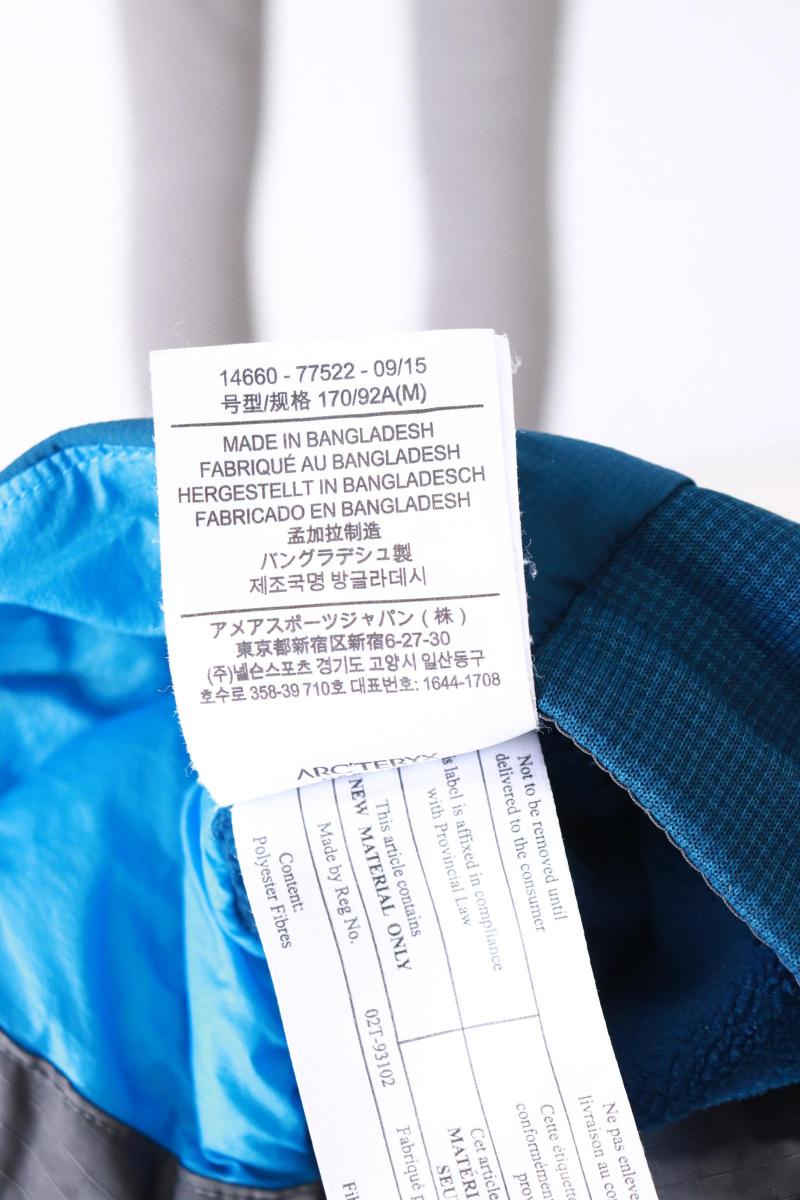 14660 - 77522 - 09/15
号型/规格 170/92A(M)
MADE IN BANGLADESH
FABRIQUÉ AU BANGLADESH
HERGESTELLT IN BANGLADESCH
FABRICADO EN BANGLADESH
孟加拉制造
バングラデシュ製
제조국명 방글라데시
アメアスポーツジャパン ( 株 )
東京都新宿区新宿6-27-30
(주)넬슨스포츠 경기도 고양시 일산동구
호수로 358-39 710호 대표번호: 1644-1708
ARC'TERYX
Not to be removed until
delivered to the consumer
label is affixed in compliance
with Provincial Law
This article contains
NEW MATERIAL ONLY
Made by Reg No.
02T-93102
Content:
Polyester Fibres
Ne pas enleve
livraison au co
Cette étique
conformémen
prov
Cet article
MATÉRI
SEU
Fabriqué p
Fi